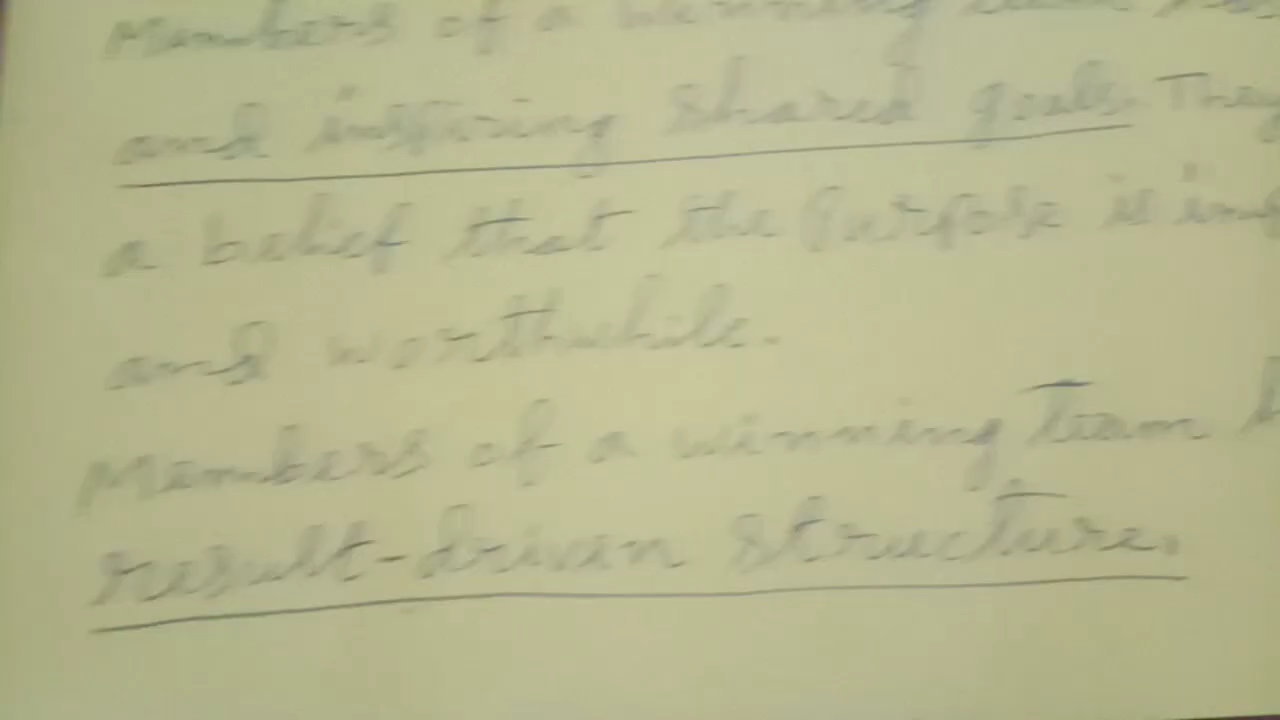 Members of a winning team
and inspiring shared goals. They
a belief that the Purpose is
and worthwhile.
Members of a winning team
result-driven structure.